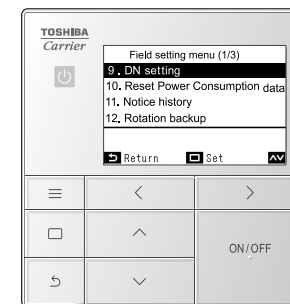 TOSHIBA
Carrier
Field setting menu (1/3)
9. DN setting
10. Reset Power Consumption data
11. Notice history
12. Rotation backup
Return Set
ON/OFF